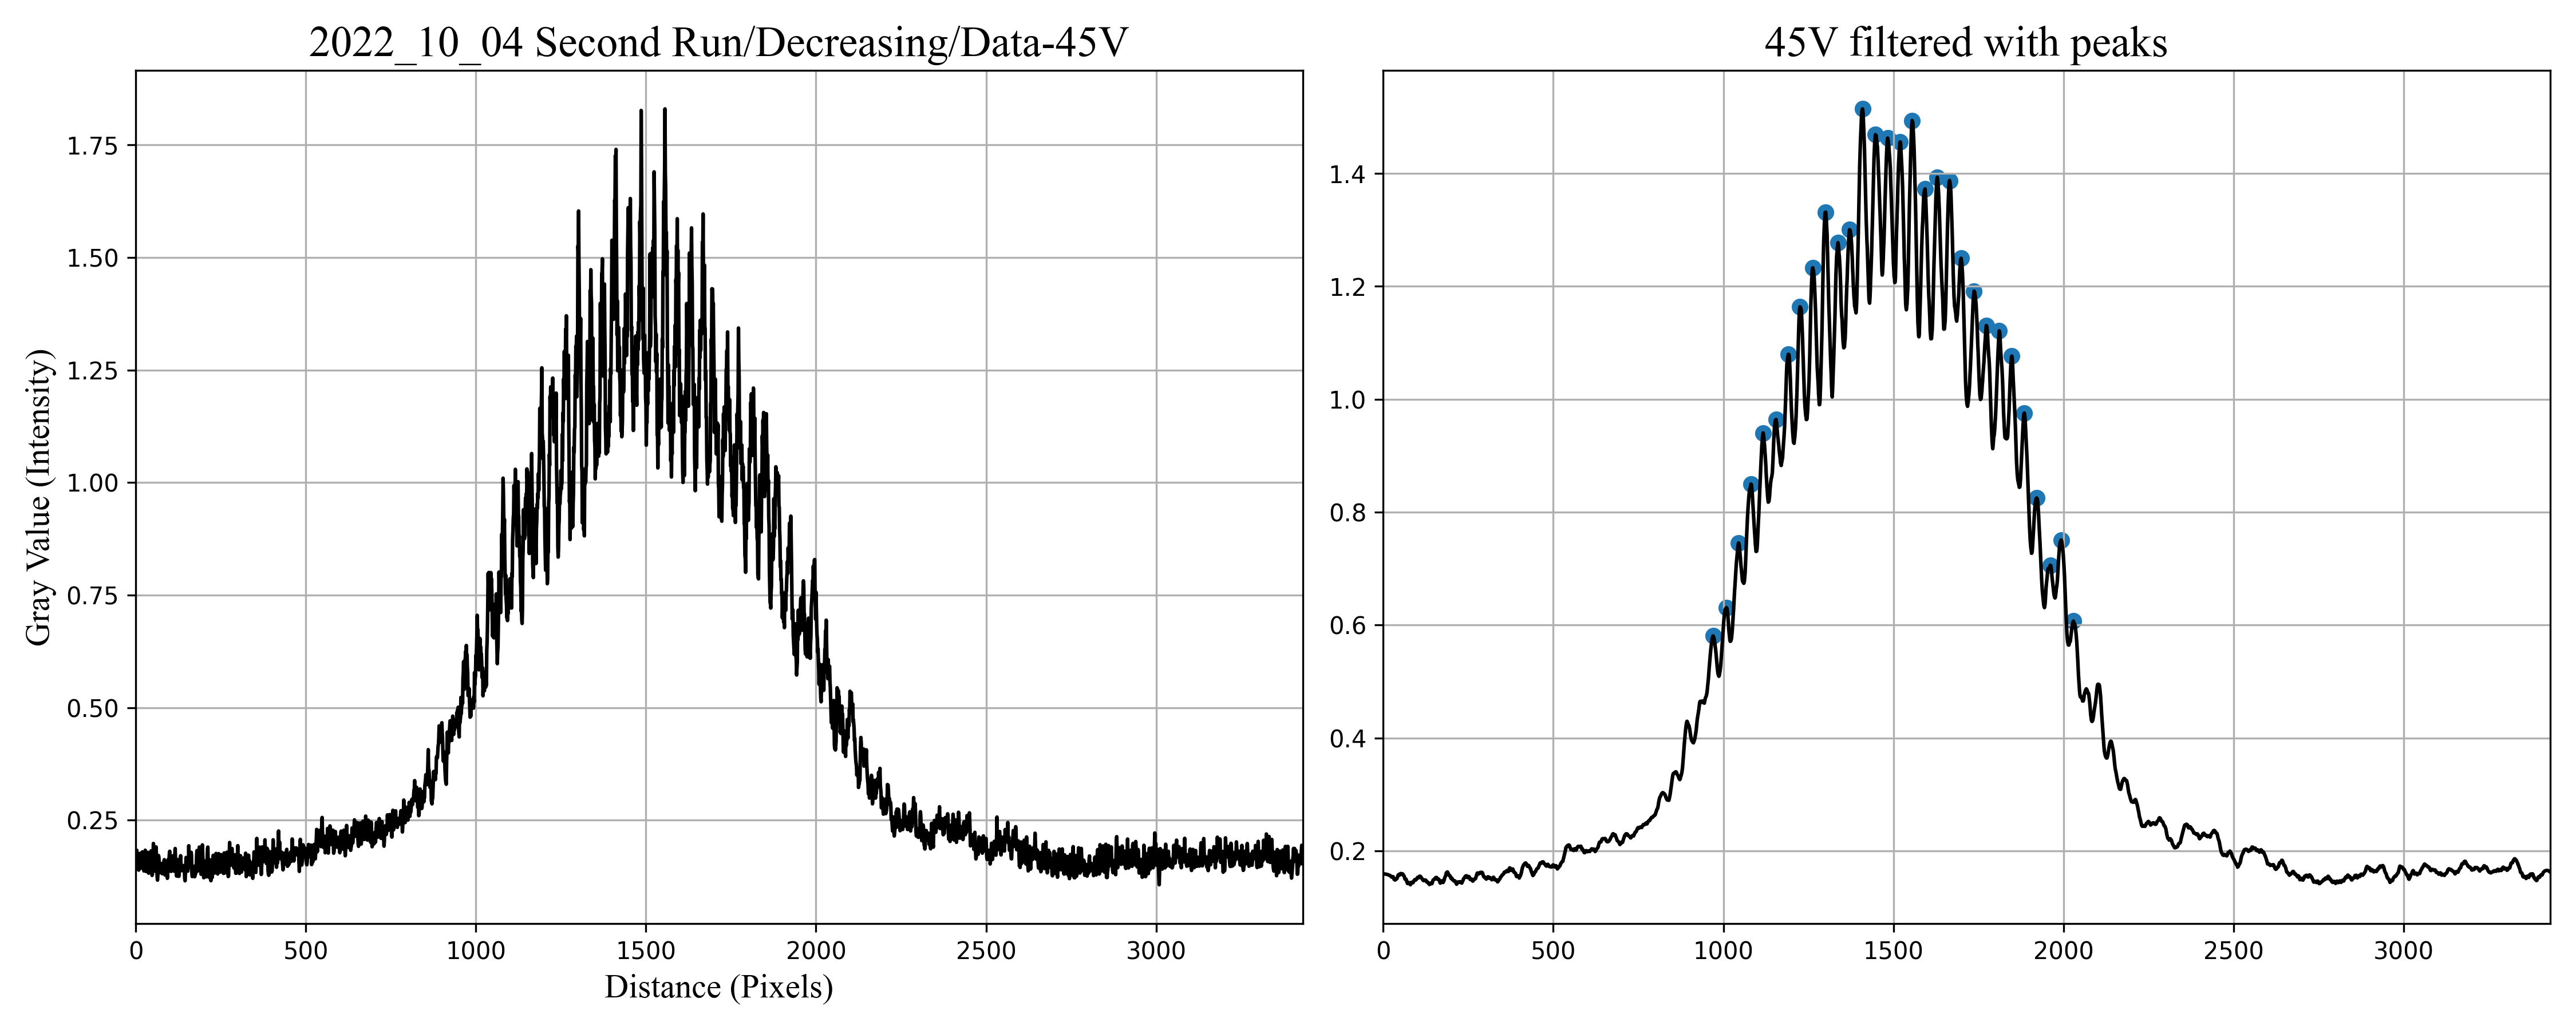 2022_10_04 Second Run/Decreasing/Data-45V
45V filtered with peaks
Gray Value (Intensity)
1.75
1.50
1.25
1.00
0.75
0.50
0.25
0 500 1000 1500 2000 2500 3000
Distance (Pixels)
1.4
1.2
1.0
0.8
0.6
0.4
0.2
0 500 1000 1500 2000 2500 3000